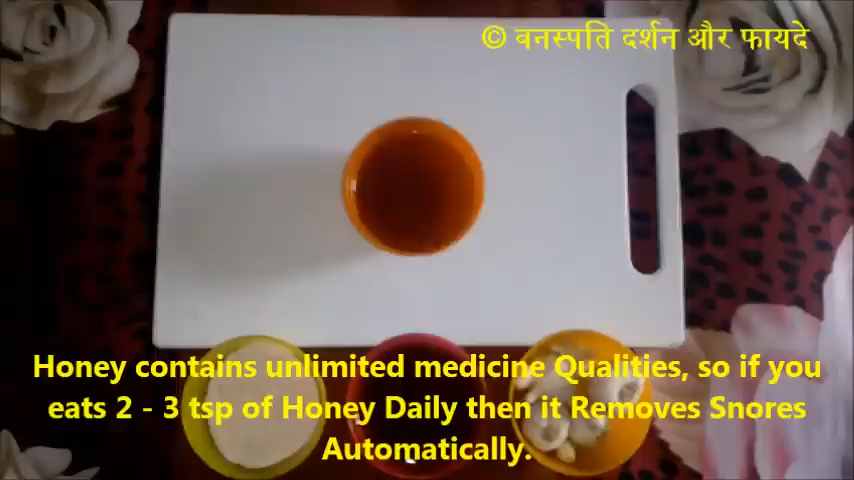 © वनस्पति दर्शन और फायदे
Honey contains unlimited medicine Qualities, so if you
eats 2 - 3 tsp of Honey Daily then it Removes Snores
Automatically.